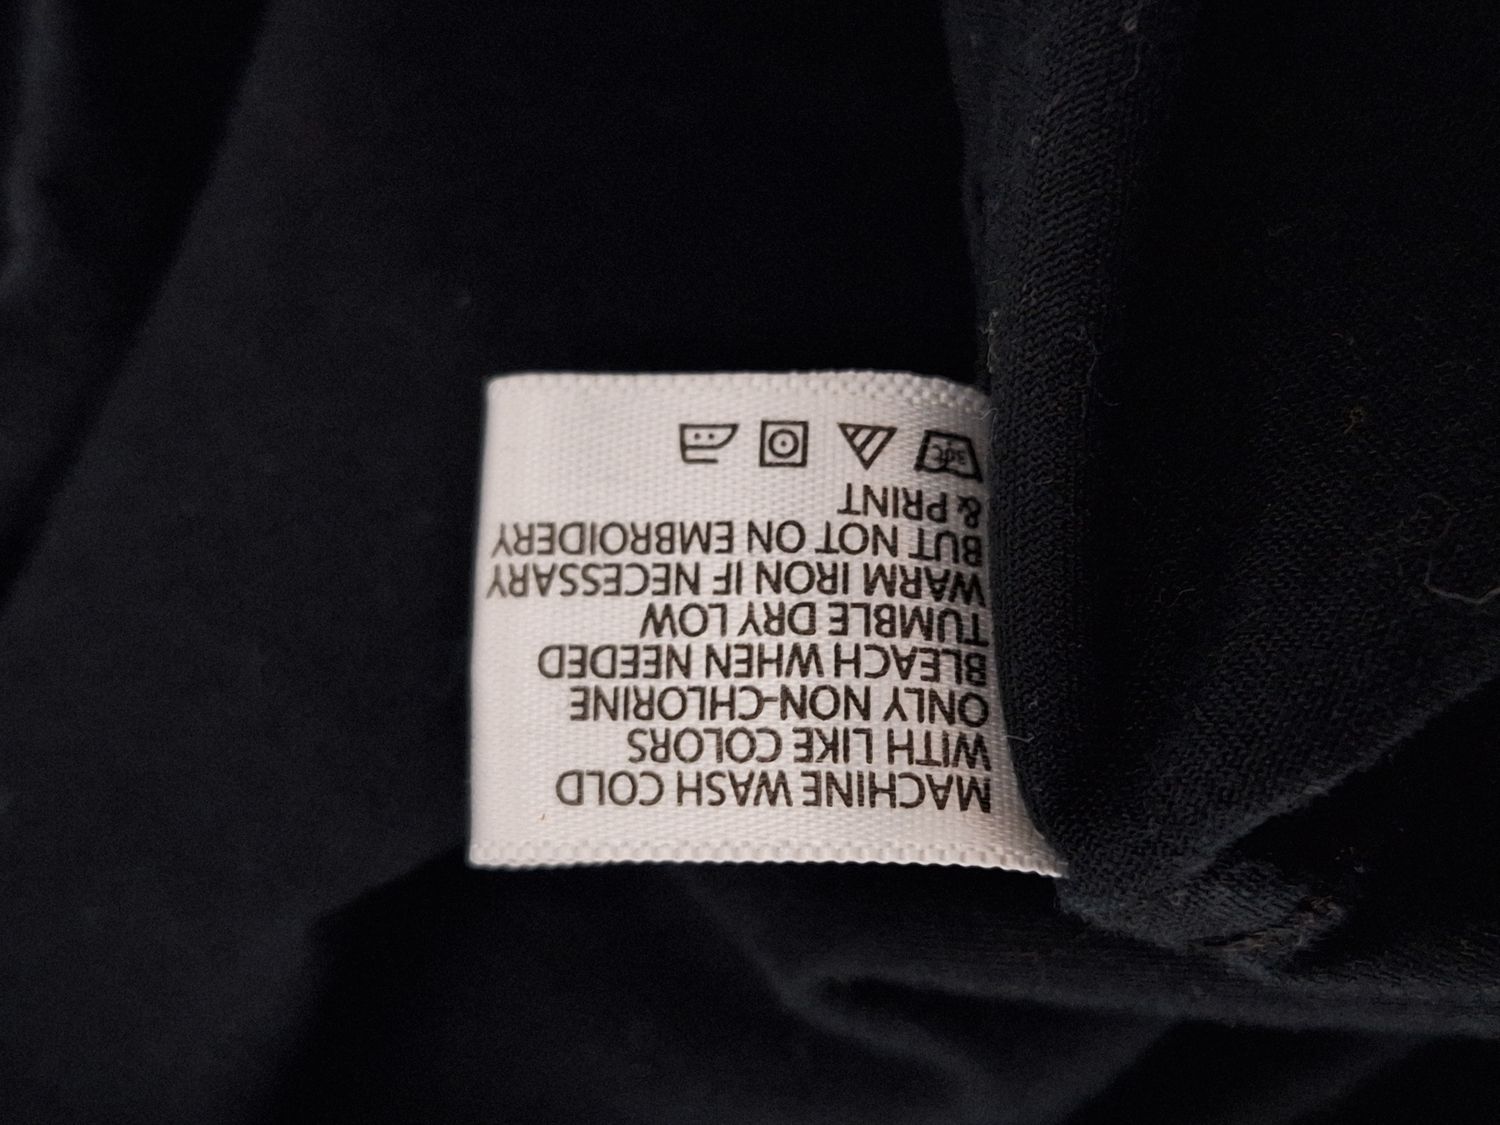 MACHINE WASH COLD
WITH LIKE COLORS
ONLY NON-CHLORINE
BLEACH WHEN NEEDED
TUMBLE DRY LOW
WARM IRON IF NECESSARY
BUT NOT ON EMBROIDERY
& PRINT
30°C